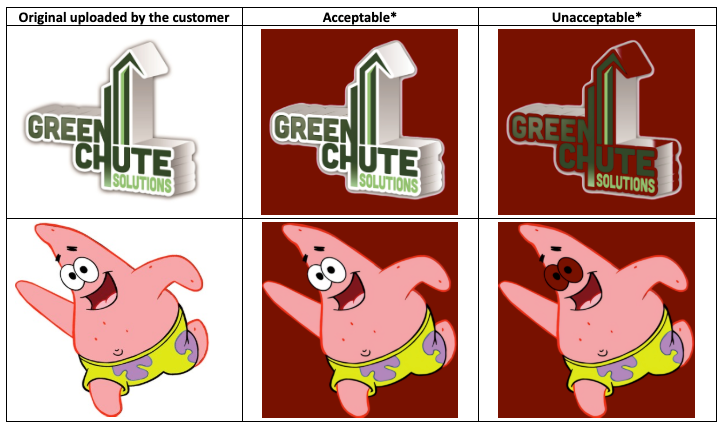 Original uploaded by the customer
Acceptable*
Unacceptable*
GREEN
CHUTE
SOLUTIONS
GREEN
CHUTE
SOLUTIONS
GREEN
CHUTE
SOLUTIONS